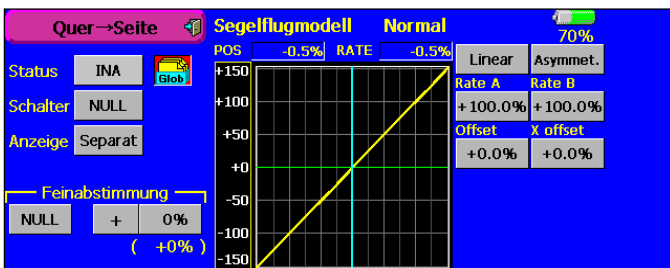 Quer→Seite
Segelflugmodell Normal
70%
POS -0.5% RATE -0.5%
Status INA Glob
Schalter NULL
Anzeige Separat
Feinabstimmung
NULL + 0%
( +0% )
+150
+100
+50
+0
-50
-100
-150
Linear Asymmet.
Rate A Rate B
+100.0% +100.0%
Offset X offset
+0.0% +0.0%